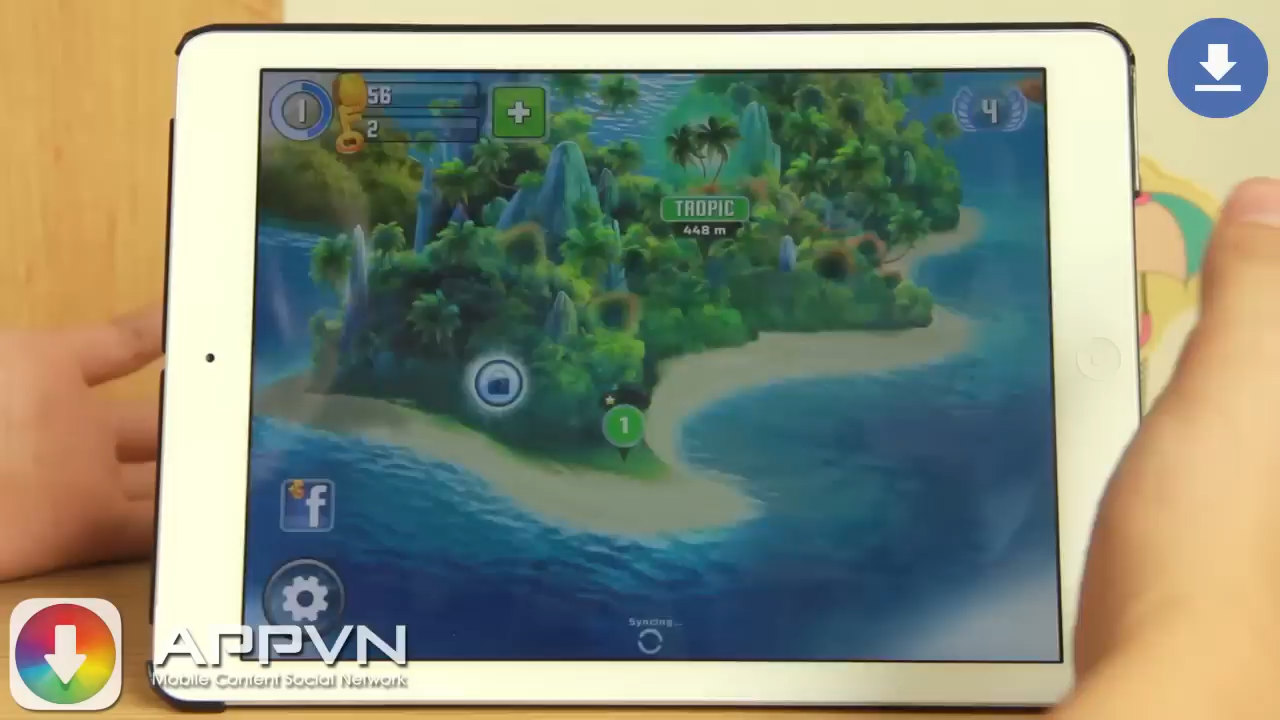 1
56
2
4
TROPIC
448 m
1
f
Syncing...
APPVN
Mobile Content Social Network